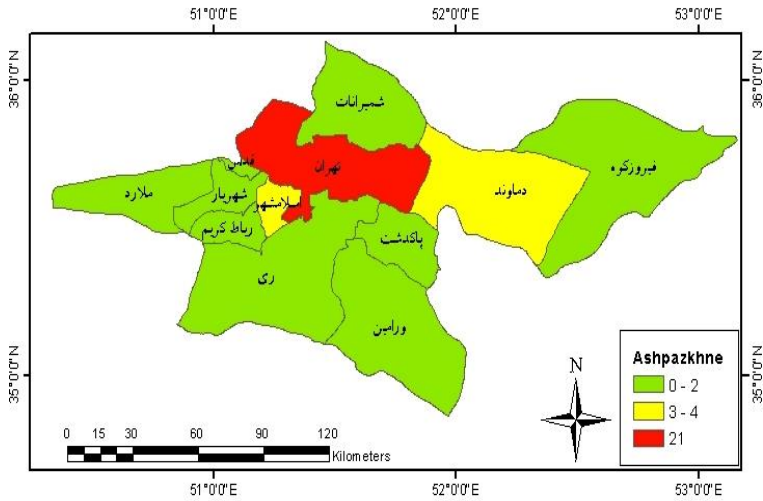 51°0'0"E 52°0'0"E 53°0'0"E
36°0'0"N 36°0'0"N
شمیرانات
قدس
تهران
فیروزکوه
ملارد
شهریار
اسلامشهر
دماوند
رباط کریم
پاکدشت
ری
ورامین
35°0'0"N 35°0'0"N
Ashpazkhne
0 - 2
3 - 4
21
N
0 15 30 60 90 120
Kilometers
51°0'0"E 52°0'0"E 53°0'0"E